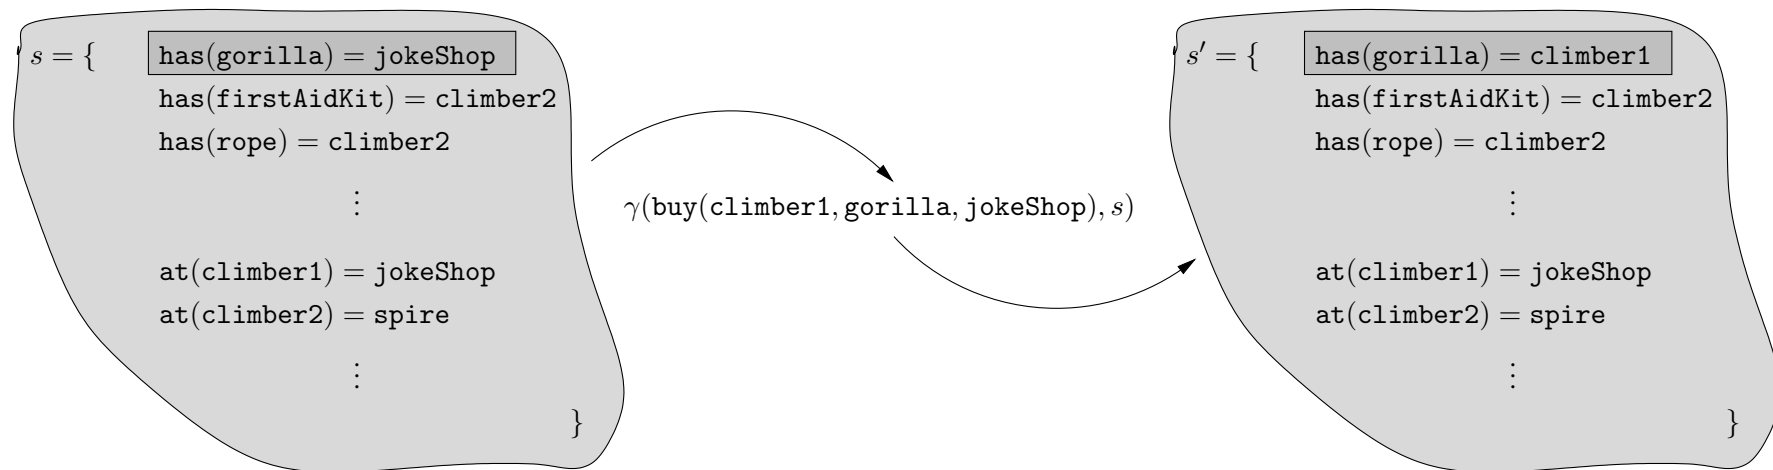 s = { has(gorilla) = jokeShop
has(firstAidKit) = climber2
has(rope) = climber2
⋮
at(climber1) = jokeShop
at(climber2) = spire
⋮
}
γ(buy(climber1, gorilla, jokeShop), s)
s′ = { has(gorilla) = climber1
has(firstAidKit) = climber2
has(rope) = climber2
⋮
at(climber1) = jokeShop
at(climber2) = spire
⋮
}